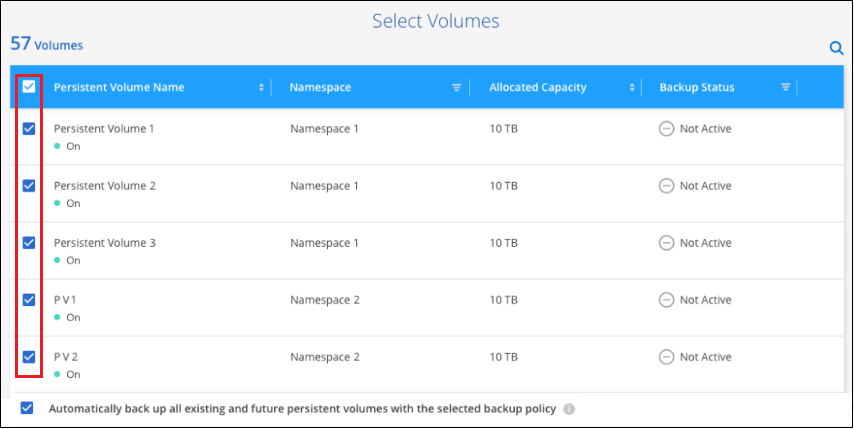 Select Volumes
57 Volumes
Persistent Volume Name Namespace Allocated Capacity Backup Status
Persistent Volume 1 Namespace 1 10 TB Not Active
On
Persistent Volume 2 Namespace 1 10 TB Not Active
On
Persistent Volume 3 Namespace 1 10 TB Not Active
On
P V 1 Namespace 2 10 TB Not Active
On
P V 2 Namespace 2 10 TB Not Active
On
Automatically back up all existing and future persistent volumes with the selected backup policy